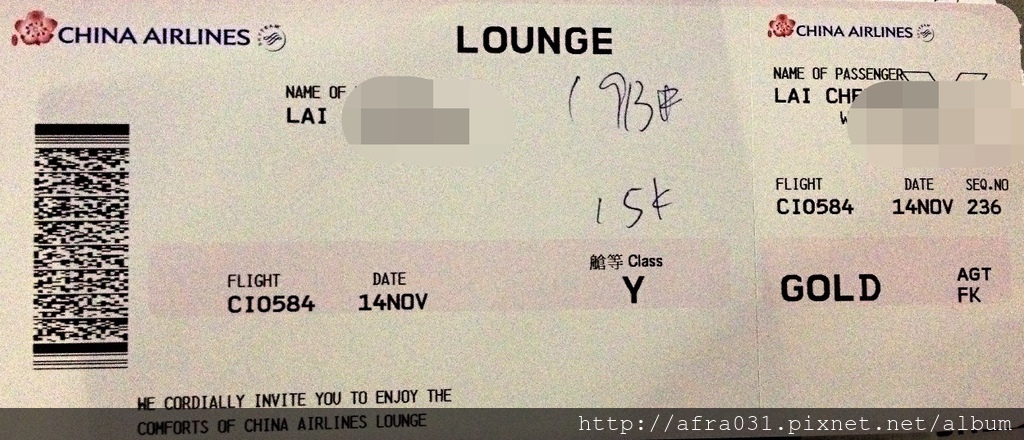 CHINA AIRLINES
LOUNGE
NAME OF
LAI
15K
FLIGHT DATE
CI0584 14NOV
艙等 Class
Y
WE CORDIALLY INVITE YOU TO ENJOY THE
COMFORTS OF CHINA AIRLINES LOUNGE
CHINA AIRLINES
NAME OF PASSENGER
LAI CHE
FLIGHT DATE SEQ.NO
CI0584 14NOV 236
GOLD
AGT
FK
http://afra031.pixnet.net/album